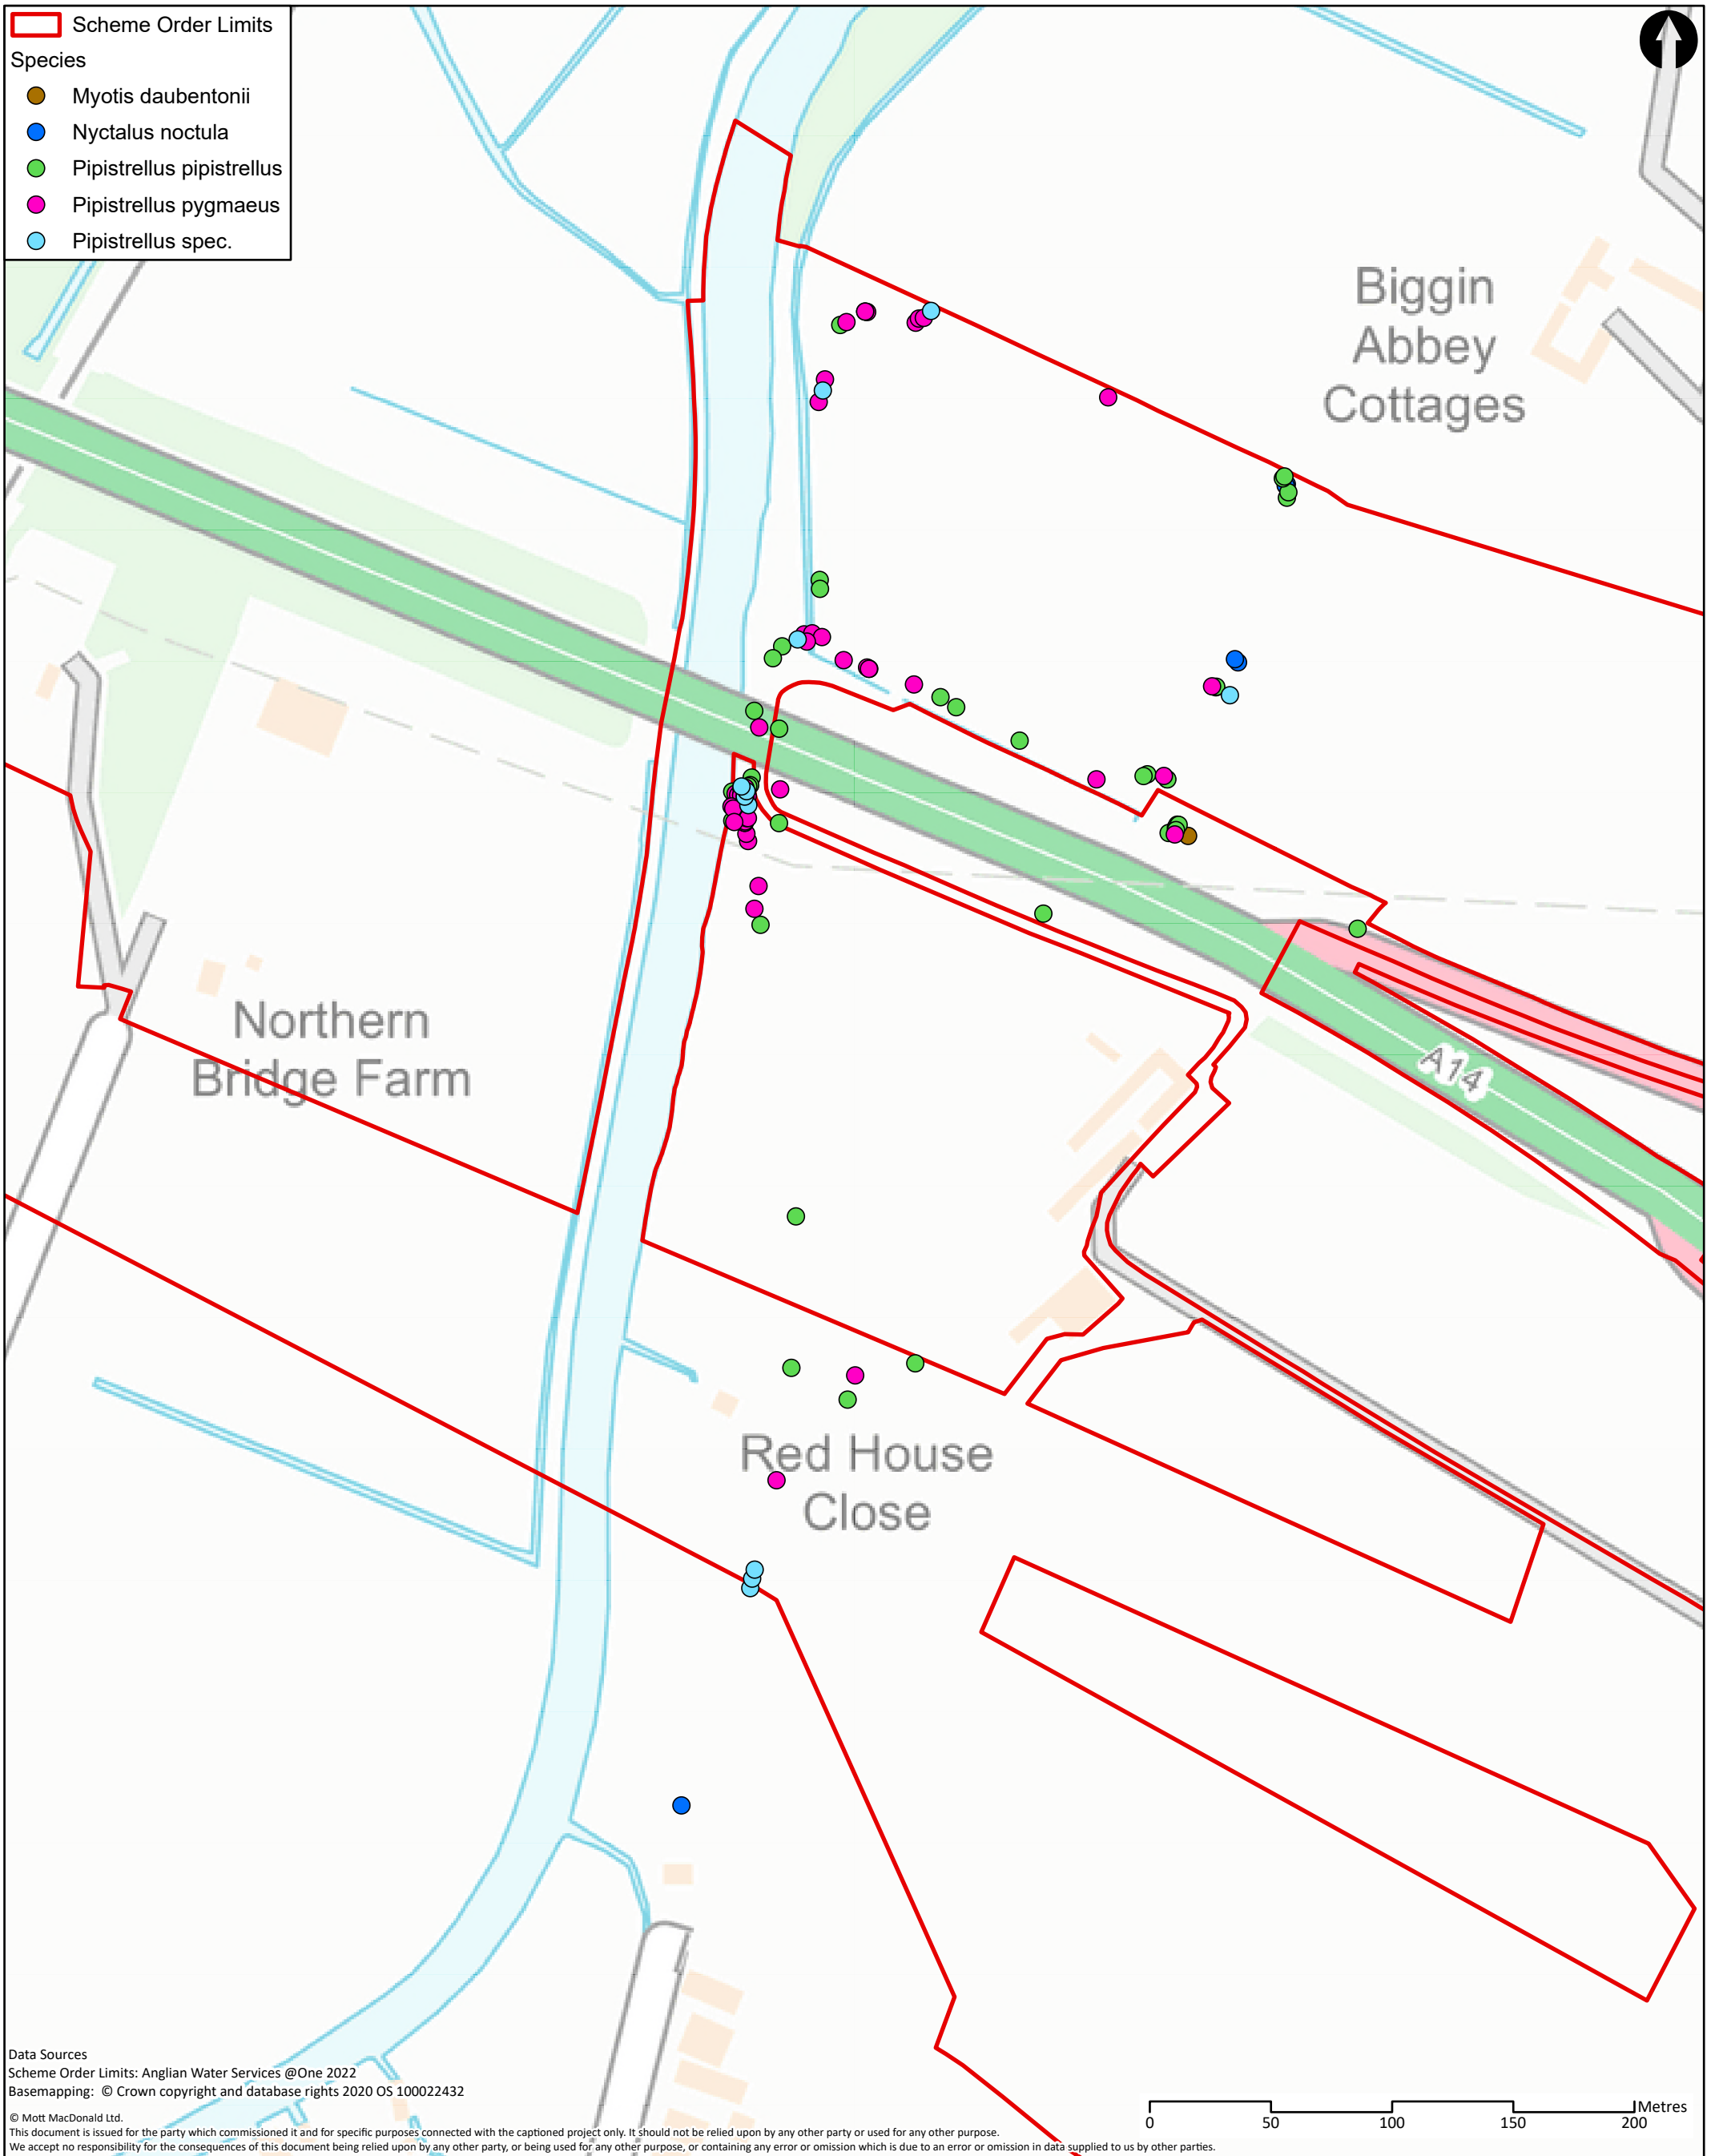 Scheme Order Limits
Species
Myotis daubentonii
Nyctalus noctula
Pipistrellus pipistrellus
Pipistrellus pygmaeus
Pipistrellus spec.
Biggin
Abbey
Cottages
Northern
Bridge Farm
A14
Red House
Close
Data Sources
Scheme Order Limits: Anglian Water Services @One 2022
Basemapping: © Crown copyright and database rights 2020 OS 100022432
© Mott MacDonald Ltd.
This document is issued for the party which commissioned it and for specific purposes connected with the captioned project only. It should not be relied upon by any other party or used for any other purpose.
We accept no responsibility for the consequences of this document being relied upon by any other party, or being used for any other purpose, or containing any error or omission which is due to an error or omission in data supplied to us by other parties.
Metres
0 50 100 150 200